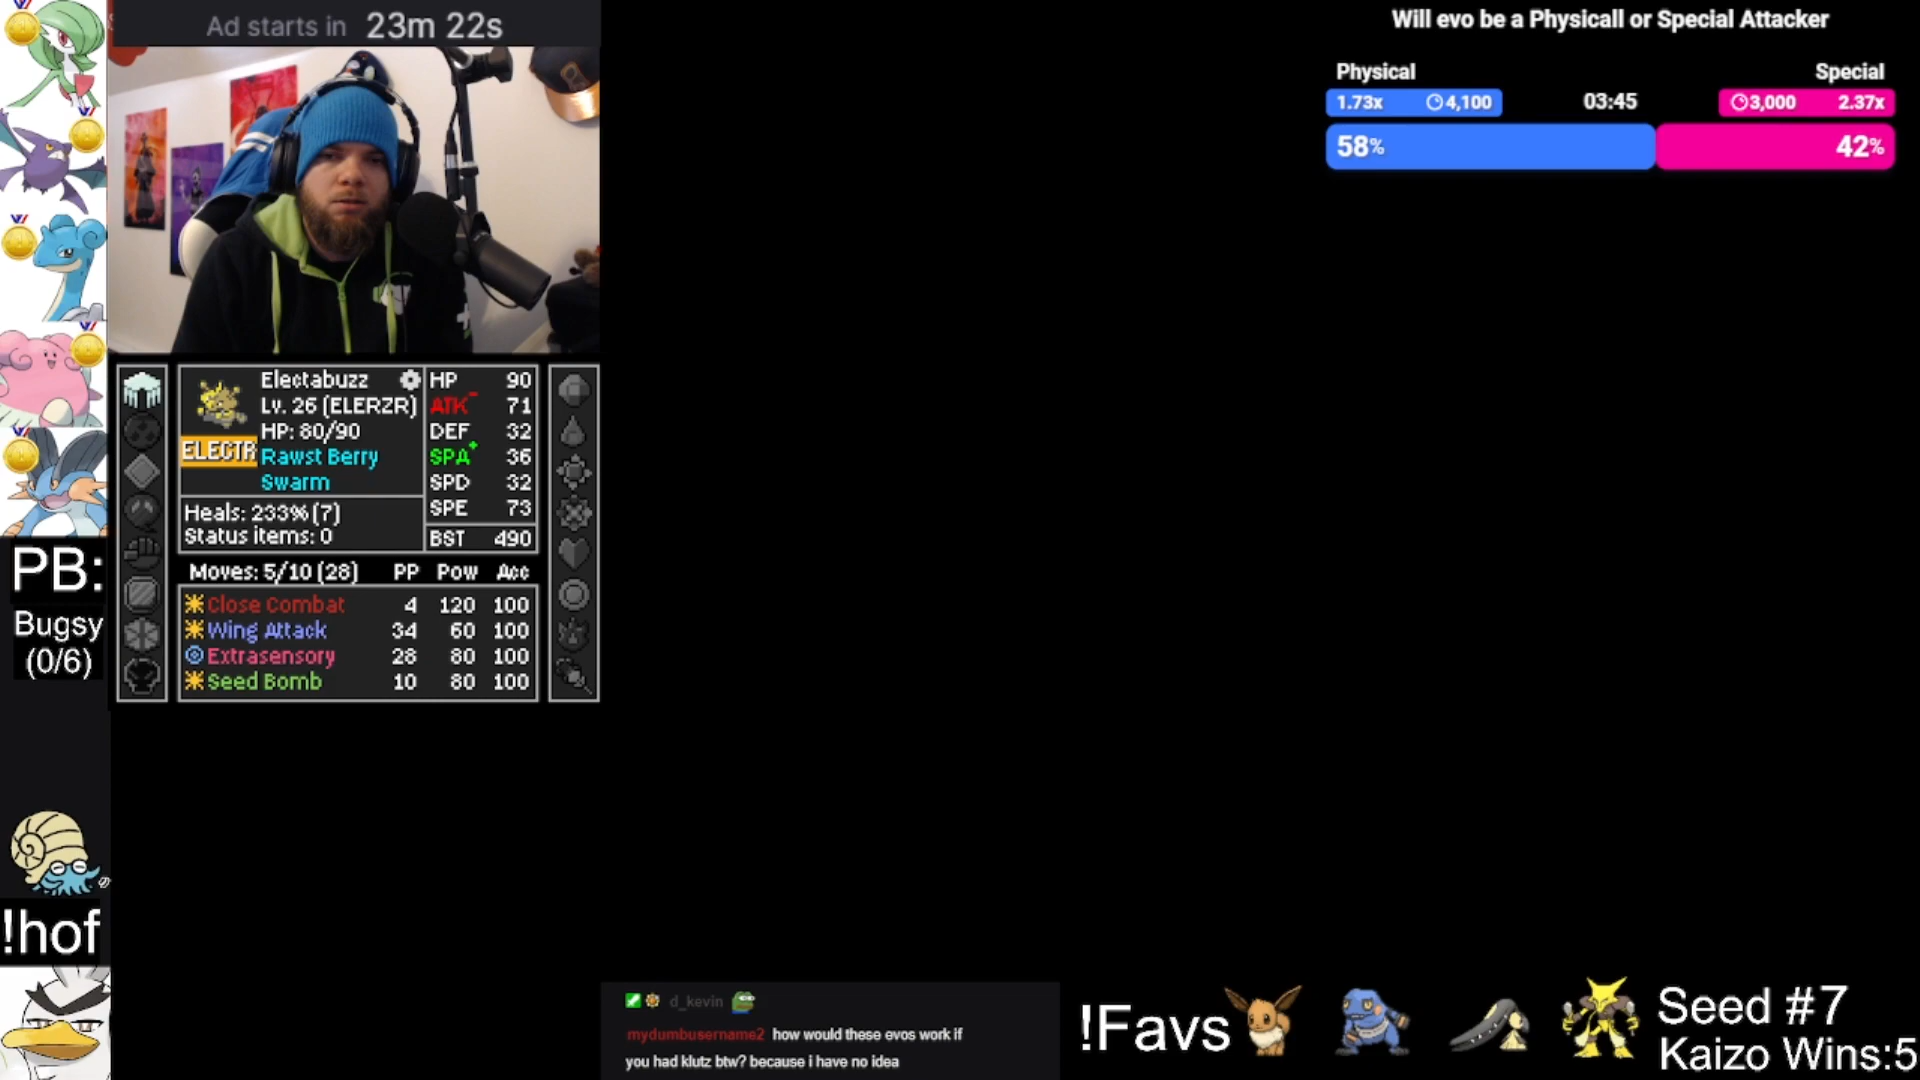 Ad starts in 23m 22s
Will evo be a Physicall or Special Attacker
Physical Special
1.73x 4,100 03:45 3,000 2.37x
58% 42%
Electabuzz
Lv. 26 (ELERZR)
HP: 80/90
ELECTR
Rawst Berry
Swarm
Heals: 233% (7)
Status items: 0
HP 90
ATK- 71
DEF 32
SPA+ 36
SPD 32
SPE 73
BST 490
Moves: 5/10 (28) PP Pow Acc
Close Combat 4 120 100
Wing Attack 34 60 100
Extrasensory 28 80 100
Seed Bomb 10 80 100
PB:
Bugsy
(0/6)
!hof
d_kevin
mydumbusername2 how would these evos work if
you had klutz btw? because i have no idea
!Favs
Seed #7
Kaizo Wins:5